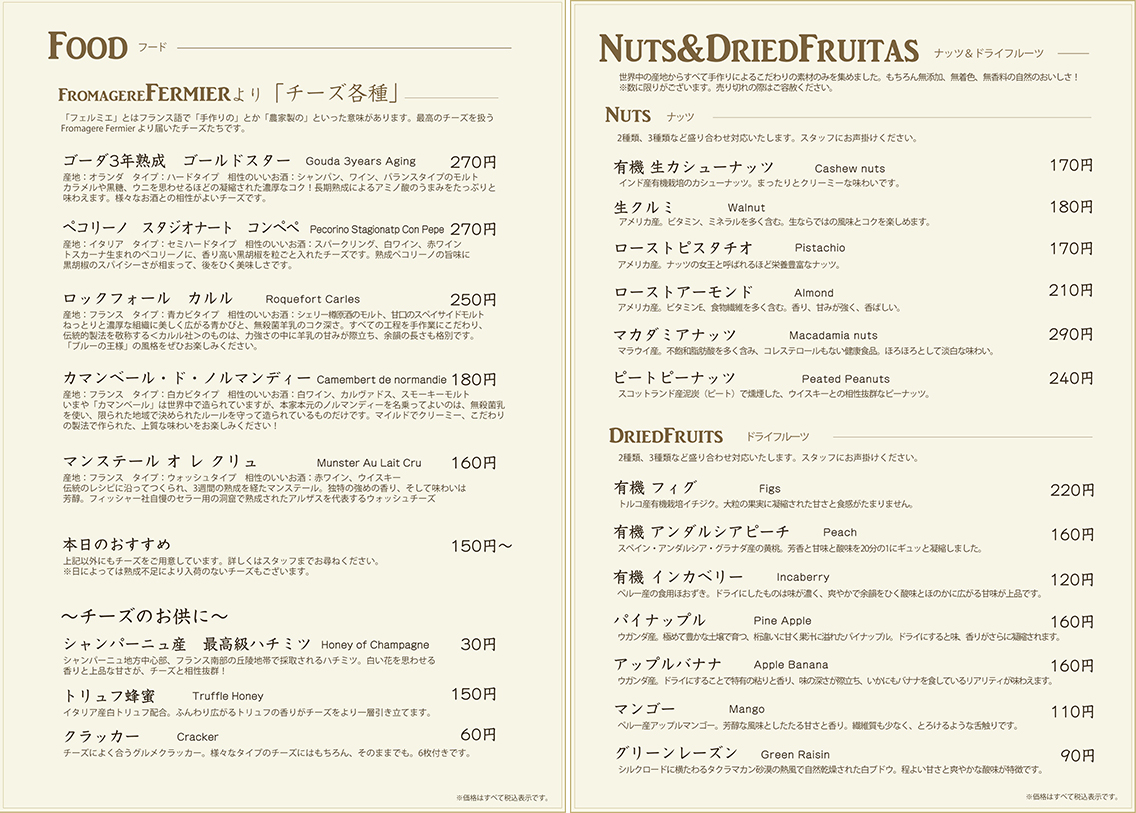 FOOD フード
FROMAGEREFERMIERより「チーズ各種」
「フェルミエ」とはフランス語で「手作りの」とか「農家製の」といった意味があります。最高のチーズを扱う
Fromagere Fermier より届いたチーズたちです。
ゴーダ3年熟成　ゴールドスター　Gouda 3years Aging 270円
産地：オランダ　タイプ：ハードタイプ　相性のいいお酒：シャンパン、ワイン、バランスタイプのモルト
カラメルや黒糖、ウニを思わせるほどの凝縮された濃厚なコク！長期熟成によるアミノ酸のうまみをたっぷりと
味わえます。様々なお酒との相性がよいチーズです。
ペコリーノ　スタジオナート　コンペペ　Pecorino Stagionatp Con Pepe 270円
産地：イタリア　タイプ：セミハードタイプ　相性のいいお酒：スパークリング、白ワイン、赤ワイン
トスカーナ生まれのペコリーノに、香り高い黒胡椒を粒ごと入れたチーズです。熟成ペコリーノの旨味に
黒胡椒のスパイシーさが相まって、後をひく美味しさです。
ロックフォール　カルル　Roquefort Carles 250円
産地：フランス　タイプ：青カビタイプ　相性のいいお酒：シェリー樽原酒のモルト、甘口のスペイサイドモルト
ねっとりと濃厚な組織に美しく広がる青かびと、無殺菌羊乳のコク深さ。すべての工程を手作業にこだわり、
伝統的製法を敬称する＜カルル社＞のものは、力強さの中に羊乳の甘みが際立ち、余韻の長さも格別です。
「ブルーの王様」の風格をぜひお楽しみください。
カマンベール・ド・ノルマンディー Camembert de normandie 180円
産地：フランス　タイプ：白カビタイプ　相性のいいお酒：白ワイン、カルヴァドス、スモーキーモルト
いまや「カマンベール」は世界中で造られていますが、本家本元のノルマンディーを名乗ってよいのは、無殺菌乳
を使い、限られた地域で決められたルールを守って造られているものだけです。マイルドでクリーミー、こだわり
の製法で作られた、上質な味わいをお楽しみください！
マンステール オ レ クリュ　Munster Au Lait Cru 160円
産地：フランス　タイプ：ウォッシュタイプ　相性のいいお酒：赤ワイン、ウイスキー
伝統のレシピに沿ってつくられ、3週間の熟成を経たマンステール。独特の強めの香り、そして味わいは
芳醇。フィッシャー社自慢のセラー用の洞窟で熟成されたアルザスを代表するウォッシュチーズ
本日のおすすめ 150円〜
上記以外にもチーズをご用意しています。詳しくはスタッフまでお尋ねください。
※日によっては熟成不足により入荷のないチーズもございます。
〜チーズのお供に〜
シャンパーニュ産　最高級ハチミツ Honey of Champagne 30円
シャンパーニュ地方中心部、フランス南部の丘陵地帯で採取されるハチミツ。白い花を思わせる
香りと上品な甘さが、チーズと相性抜群！
トリュフ蜂蜜　Truffle Honey 150円
イタリア産白トリュフ配合。ふんわり広がるトリュフの香りがチーズをより一層引き立てます。
クラッカー　Cracker 60円
チーズによく合うグルメクラッカー。様々なタイプのチーズにはもちろん、そのままでも。6枚付きです。
※価格はすべて税込表示です。
NUTS&DRIEDFRUITAS ナッツ＆ドライフルーツ
世界中の産地からすべて手作りによるこだわりの素材のみを集めました。もちろん無添加、無着色、無香料の自然のおいしさ！
※数に限りがございます。売り切れの際はご容赦ください。
NUTS ナッツ
2種類、3種類など盛り合わせ対応いたします。スタッフにお声掛けください。
有機 生カシューナッツ　Cashew nuts 170円
インド産有機栽培のカシューナッツ。まったりとクリーミーな味わいです。
生クルミ　Walnut 180円
アメリカ産。ビタミン、ミネラルを多く含む。生ならではの風味とコクを楽しめます。
ローストピスタチオ　Pistachio 170円
アメリカ産。ナッツの女王と呼ばれるほど栄養豊富なナッツ。
ローストアーモンド　Almond 210円
アメリカ産。ビタミンE、食物繊維を多く含む。香り、甘みが強く、香ばしい。
マカダミアナッツ　Macadamia nuts 290円
マラウイ産。不飽和脂肪酸を多く含み、コレステロールもない健康食品。ほろほろとして淡白な味わい。
ピートピーナッツ　Peated Peanuts 240円
スコットランド産泥炭（ピート）で燻煙した、ウイスキーとの相性抜群なピーナッツ。
DRIEDFRUITS ドライフルーツ
2種類、3種類など盛り合わせ対応いたします。スタッフにお声掛けください。
有機 フィグ　Figs 220円
トルコ産有機栽培イチジク。大粒の果実に凝縮された甘さと食感がたまりません。
有機 アンダルシアピーチ　Peach 160円
スペイン・アンダルシア・グラナダ産の黄桃。芳香と甘味と酸味を20分の1にギュッと凝縮しました。
有機 インカベリー　Incaberry 120円
ペルー産の食用ほおずき。ドライにしたものは味が濃く、爽やかで余韻をひく酸味とほのかに広がる甘味が上品です。
パイナップル　Pine Apple 160円
ウガンダ産。極めて豊かな土壌で育つ、桁違いに甘く果汁に溢れたパイナップル。ドライにすると味、香りがさらに凝縮されます。
アップルバナナ　Apple Banana 160円
ウガンダ産。ドライにすることで特有の粘りと香り、味の深さが際立ち、いかにもバナナを食しているリアリティが味わえます。
マンゴー　Mango 110円
ペルー産アップルマンゴー。芳醇な風味としたたる甘さと香り。繊維質も少なく、とろけるような舌触りです。
グリーンレーズン　Green Raisin 90円
シルクロードに横たわるタクラマカン砂漠の熱風で自然乾燥された白ブドウ。程よい甘さと爽やかな酸味が特徴です。
※価格はすべて税込表示です。